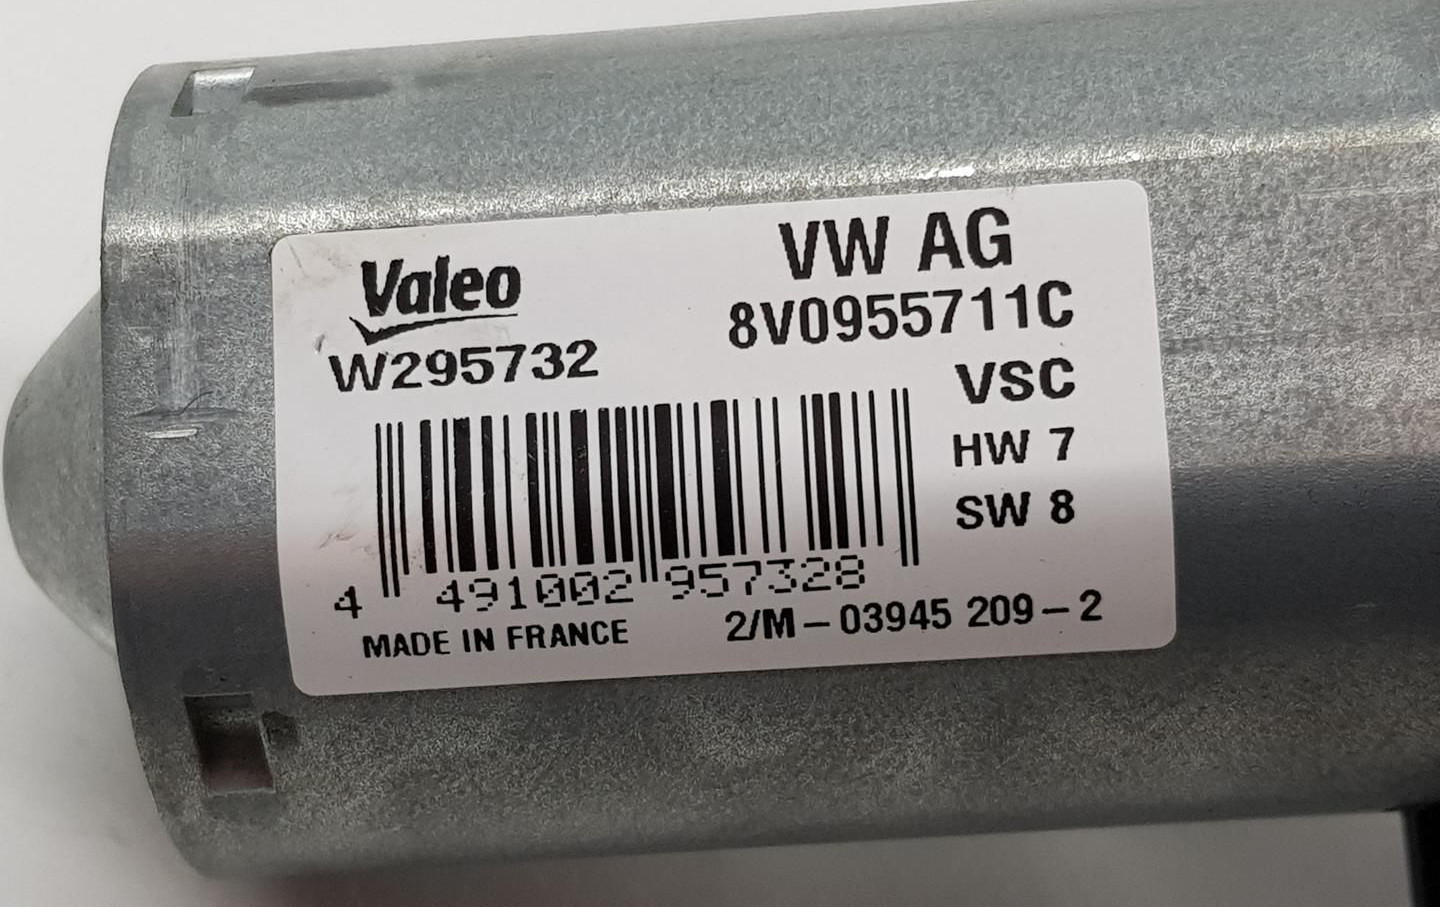 Valeo
W295732
VW AG
8V0955711C
VSC
HW 7
SW 8
4 491002 957328
MADE IN FRANCE
2/M-03945 209-2